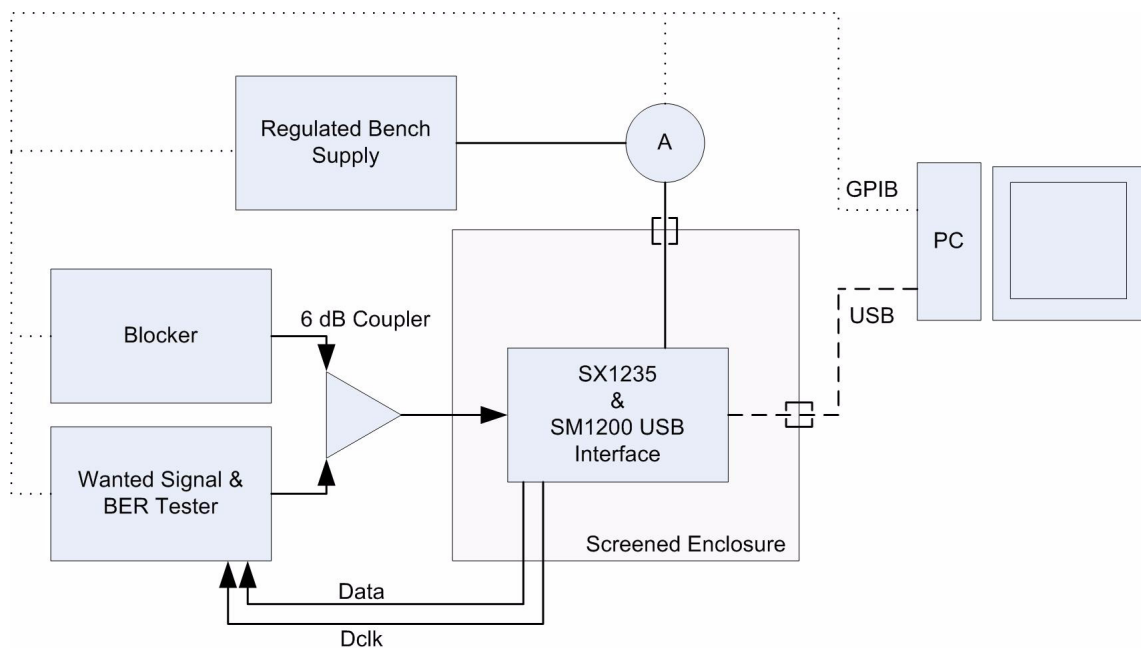 Regulated Bench
Supply
A
GPIB
PC
USB
Blocker
6 dB Coupler
SX1235
&
SM1200 USB
Interface
Wanted Signal &
BER Tester
Screened Enclosure
Data
Dclk